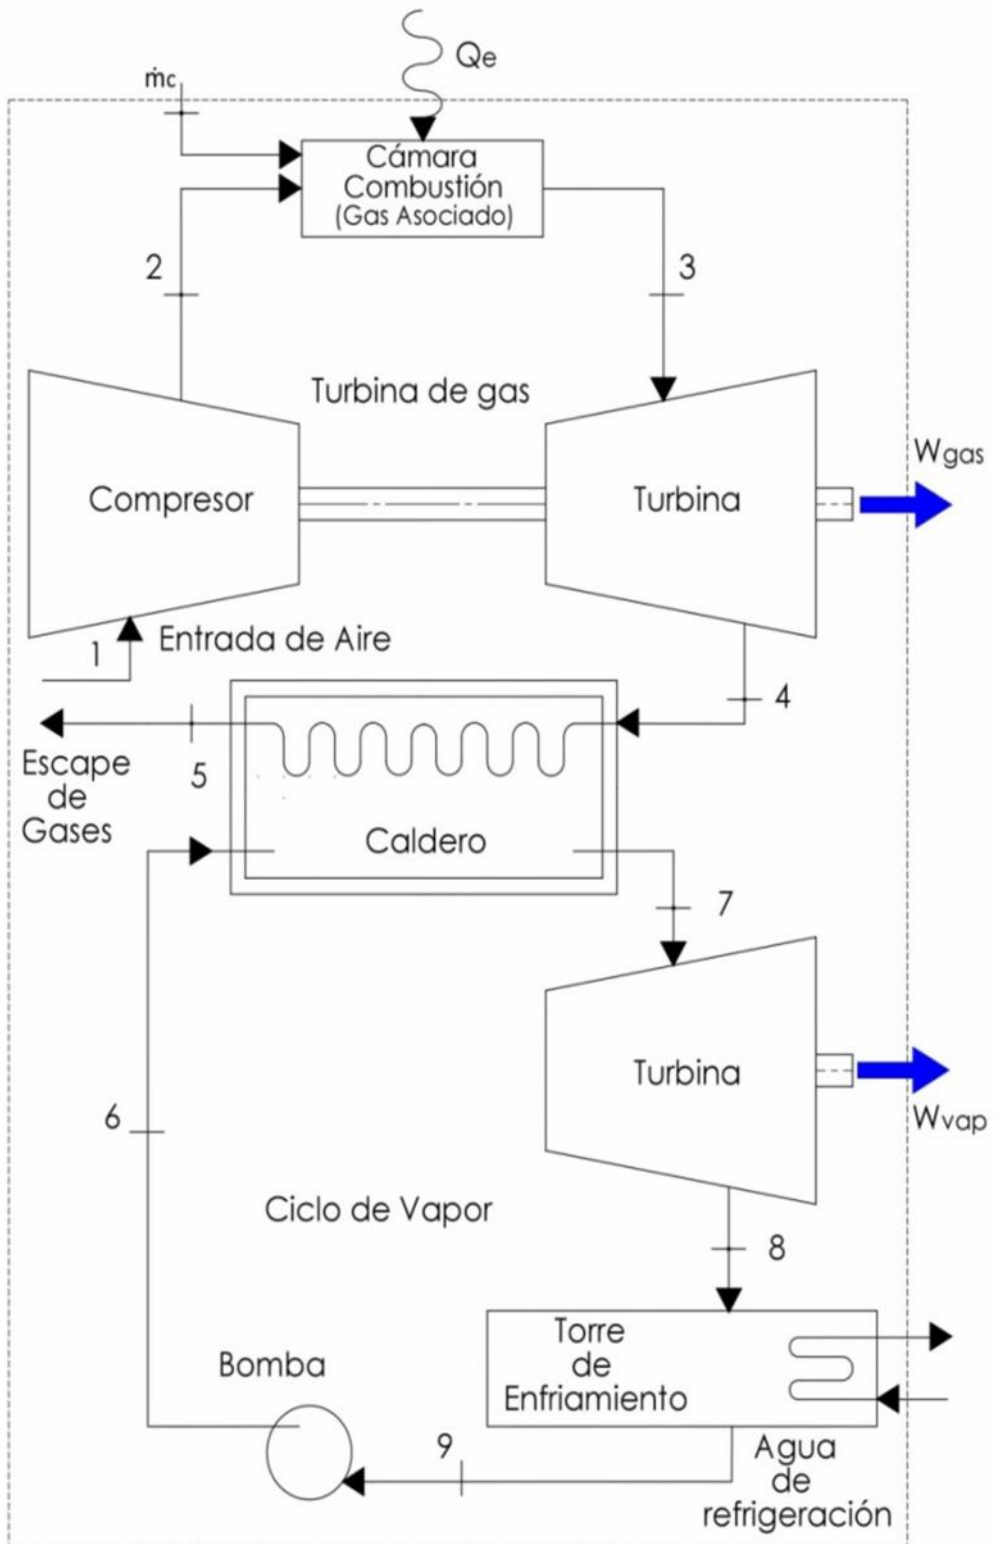 Qe
ṁc
Cámara
Combustión
(Gas Asociado)
2
3
Turbina de gas
Wgas
Compresor
Turbina
1
Entrada de Aire
4
Escape
de
Gases
5
Caldero
7
Turbina
6
Wvap
Ciclo de Vapor
8
Torre
de
Enfriamiento
Bomba
9
Agua
de
refrigeración